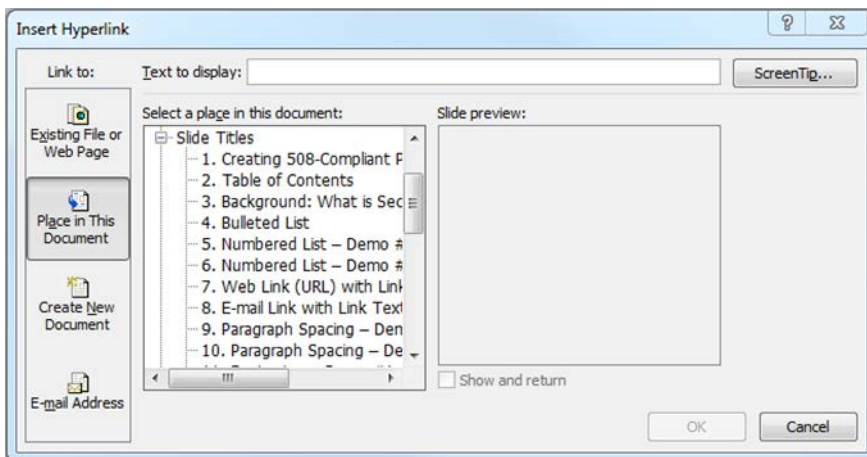 Insert Hyperlink
Link to:
Text to display:
ScreenTip...
Existing File or
Web Page
Place in This
Document
Create New
Document
E-mail Address
Select a place in this document:
Slide Titles
1. Creating 508-Compliant P
2. Table of Contents
3. Background: What is Sec
4. Bulleted List
5. Numbered List – Demo #
6. Numbered List – Demo #
7. Web Link (URL) with Link
8. E-mail Link with Link Text
9. Paragraph Spacing – Den
10. Paragraph Spacing – De
Slide preview:
Show and return
OK
Cancel